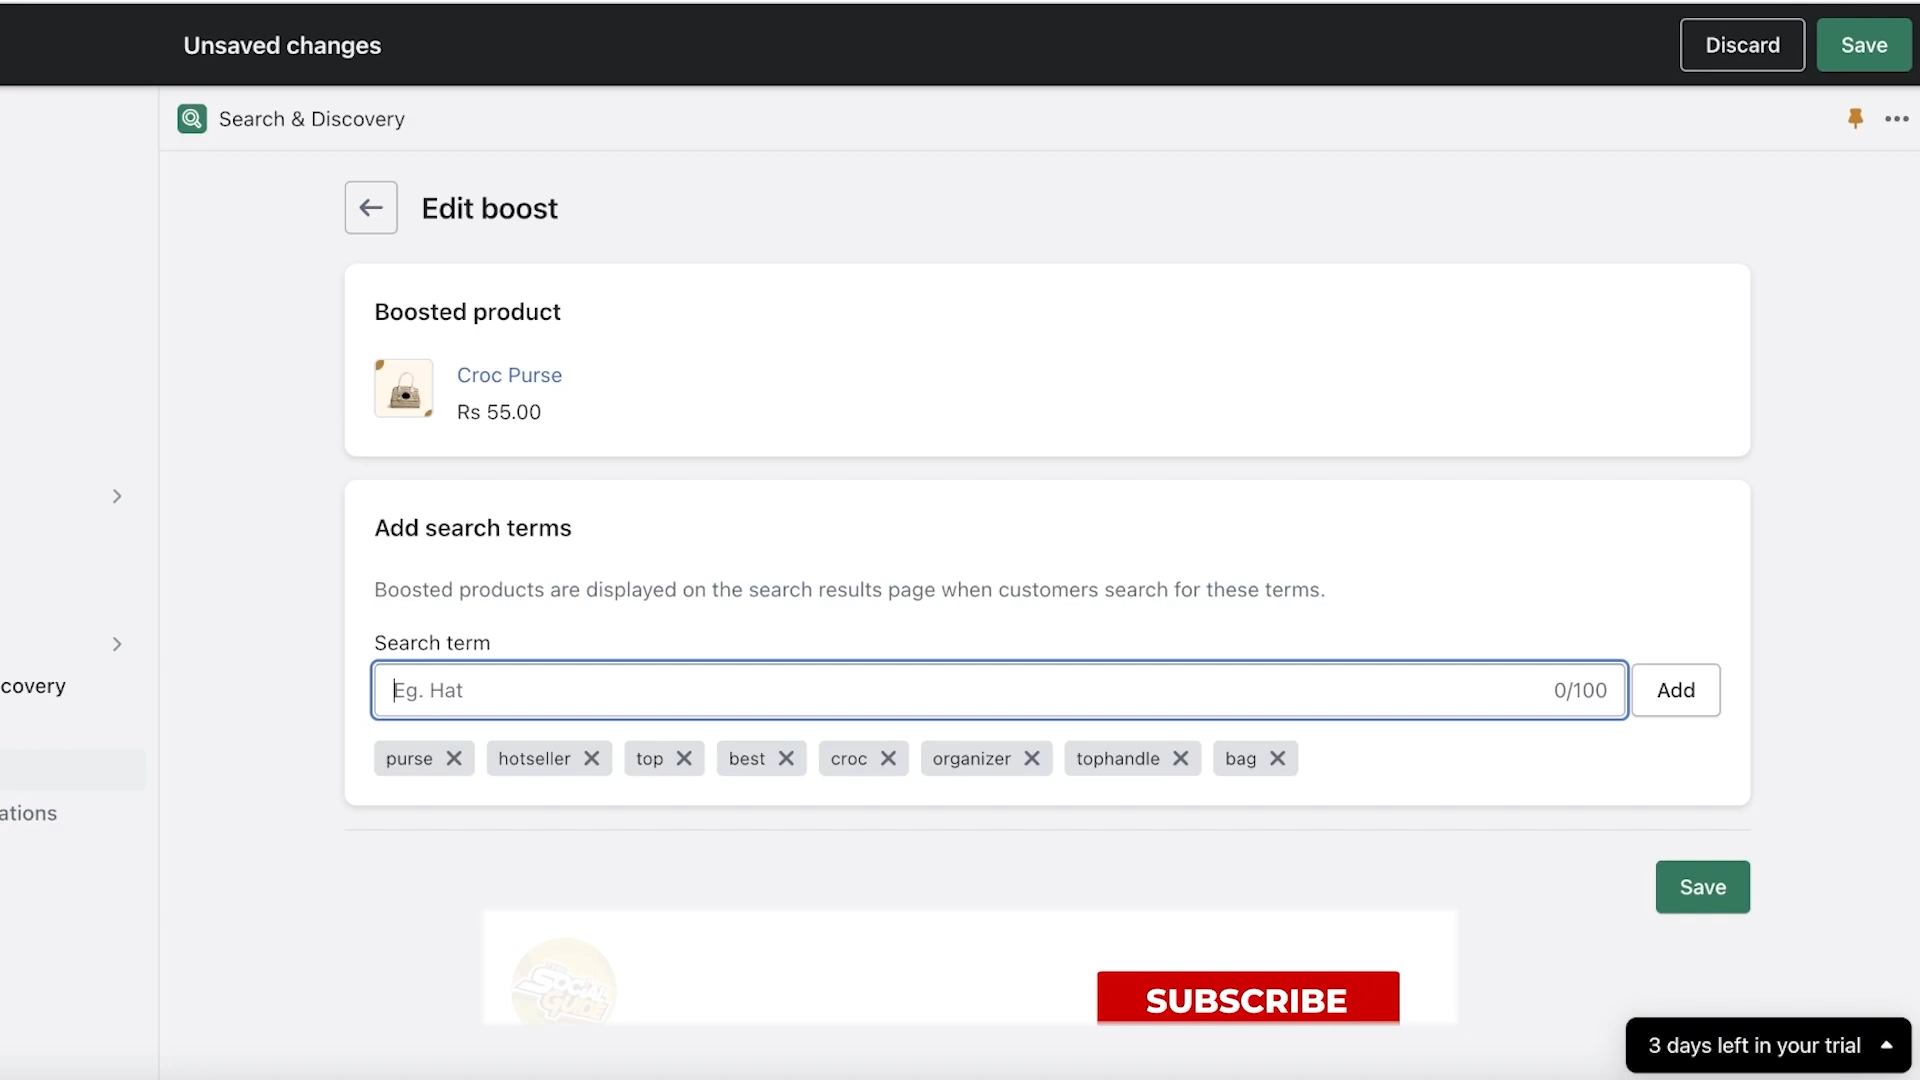 Unsaved changes
Discard
Save
Search & Discovery
Edit boost
Boosted product
Croc Purse
Rs 55.00
Add search terms
Boosted products are displayed on the search results page when customers search for these terms.
Search term
Eg. Hat
0/100
Add
covery
purse hotseller top best croc organizer tophandle bag
ations
Save
SOCIAL
GUIDE
SUBSCRIBE
3 days left in your trial